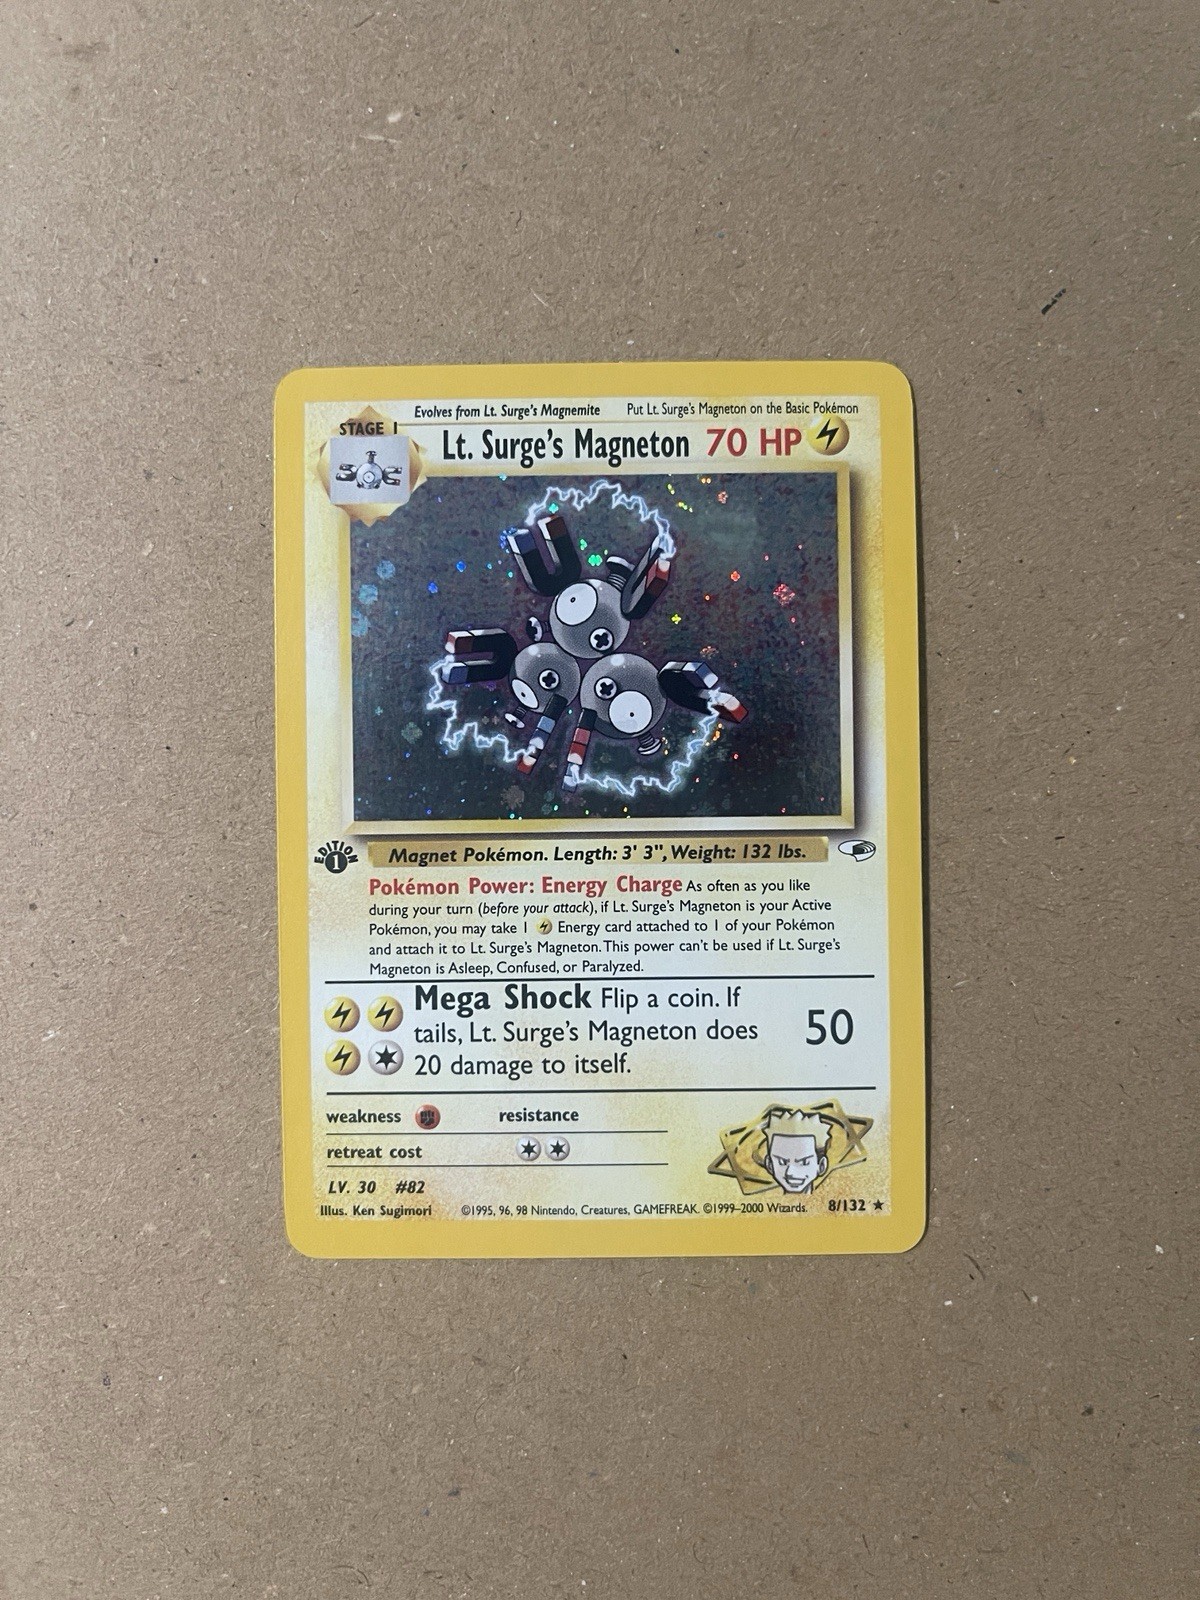 Evolves from Lt. Surge's Magnemite Put Lt. Surge's Magneton on the Basic Pokémon
STAGE 1
Lt. Surge's Magneton 70 HP
EDITION
1
Magnet Pokémon. Length: 3' 3", Weight: 132 lbs.
Pokémon Power: Energy Charge As often as you like
during your turn (before your attack), if Lt. Surge's Magneton is your Active
Pokémon, you may take 1 Energy card attached to 1 of your Pokémon
and attach it to Lt. Surge's Magneton. This power can't be used if Lt. Surge's
Magneton is Asleep, Confused, or Paralyzed.
Mega Shock Flip a coin. If
tails, Lt. Surge's Magneton does
20 damage to itself.
50
weakness resistance
retreat cost
LV. 30 #82
Illus. Ken Sugimori ©1995, 96, 98 Nintendo, Creatures, GAMEFREAK. ©1999–2000 Wizards. 8/132 ★